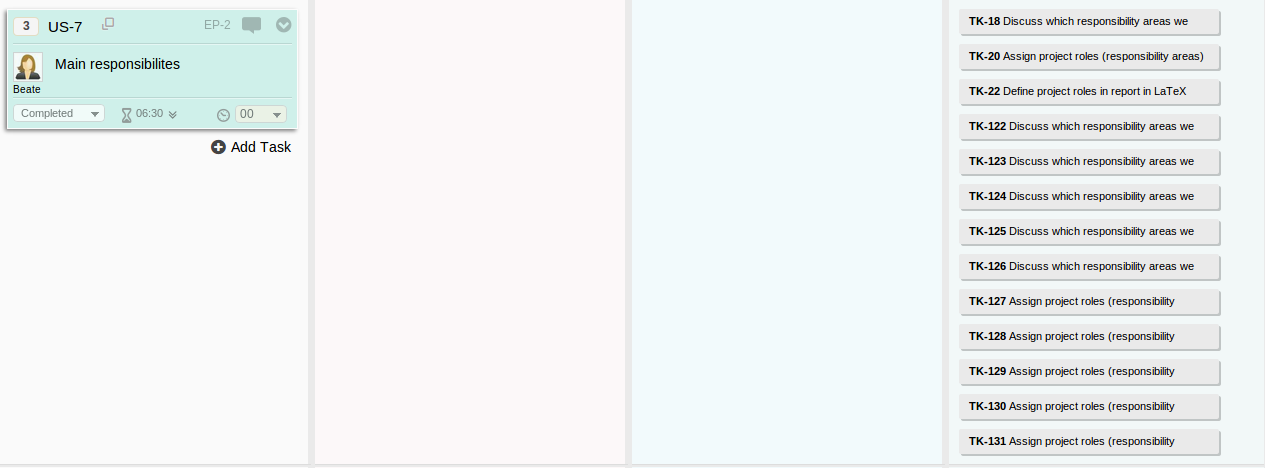 3 US-7 EP-2
Main responsibilites
Beate
Completed 06:30 00
Add Task
TK-18 Discuss which responsibility areas we
TK-20 Assign project roles (responsibility areas)
TK-22 Define project roles in report in LaTeX
TK-122 Discuss which responsibility areas we
TK-123 Discuss which responsibility areas we
TK-124 Discuss which responsibility areas we
TK-125 Discuss which responsibility areas we
TK-126 Discuss which responsibility areas we
TK-127 Assign project roles (responsibility
TK-128 Assign project roles (responsibility
TK-129 Assign project roles (responsibility
TK-130 Assign project roles (responsibility
TK-131 Assign project roles (responsibility